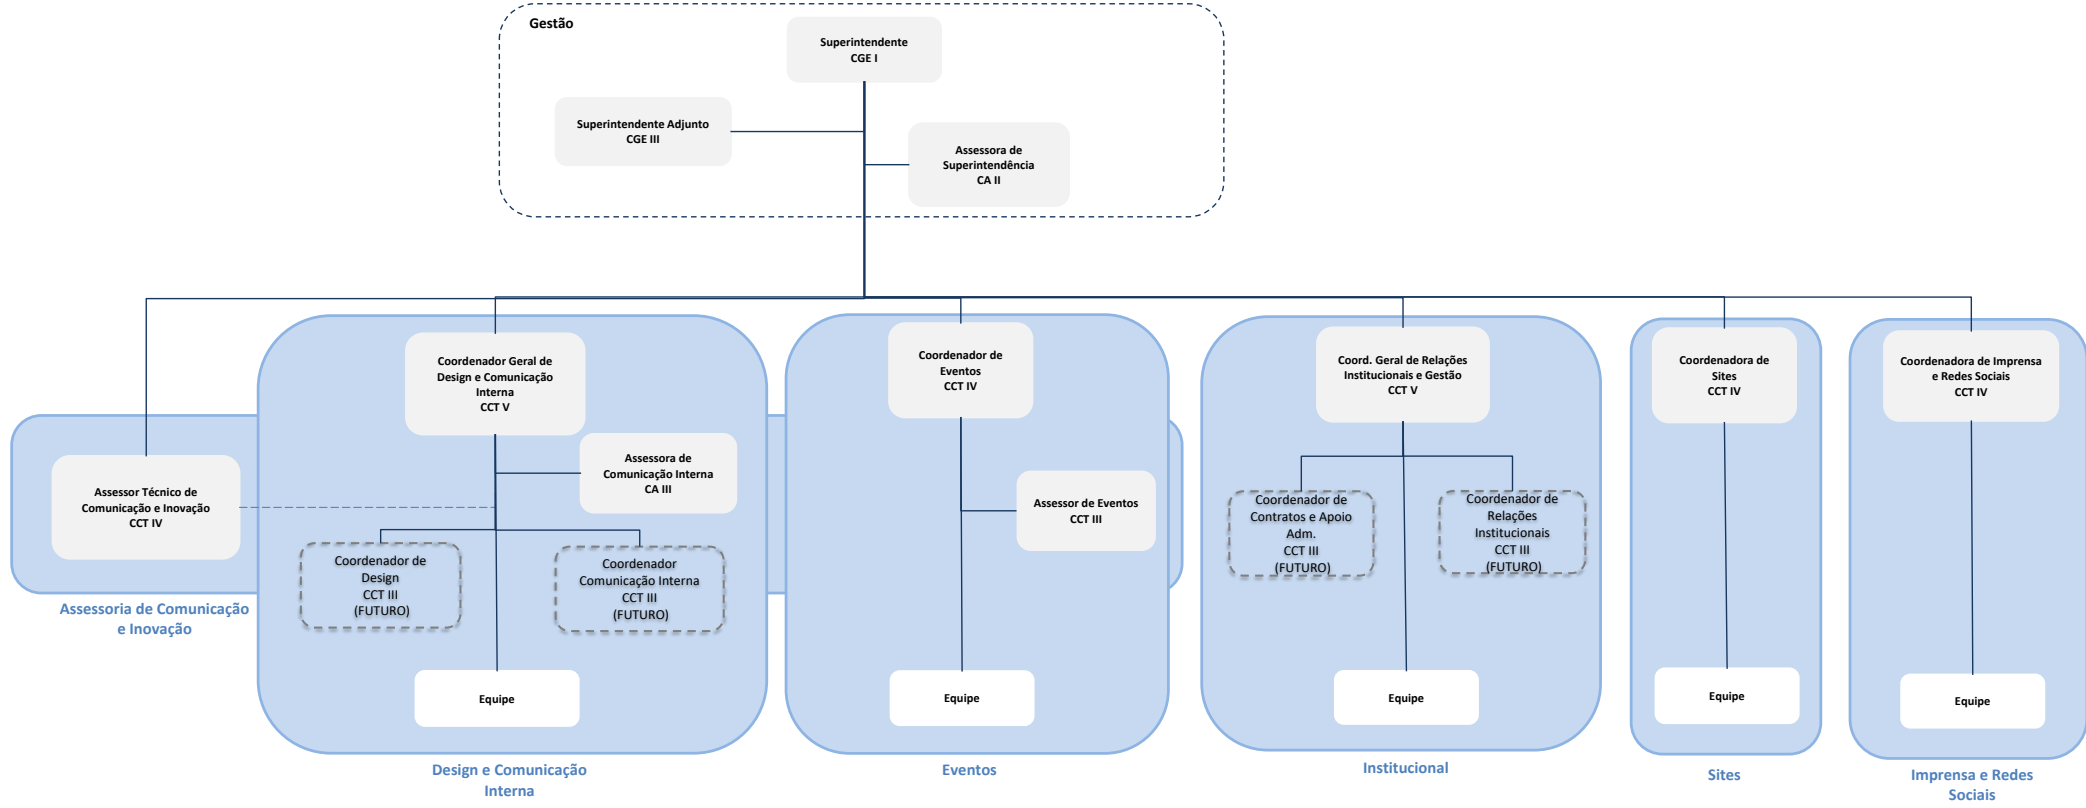 Gestão
Superintendente
CGE I
Superintendente Adjunto
CGE III
Assessora de
Superintendência
CA II
Coordenador Geral de
Design e Comunicação
Interna
CCT V
Coordenador de
Eventos
CCT IV
Coord. Geral de Relações
Institucionais e Gestão
CCT V
Coordenadora de
Sites
CCT IV
Coordenadora de Imprensa
e Redes Sociais
CCT IV
Assessor Técnico de
Comunicação e Inovação
CCT IV
Assessora de
Comunicação Interna
CA III
Assessor de Eventos
CCT III
Coordenador de
Contratos e Apoio
Adm.
CCT III
(FUTURO)
Coordenador de
Relações
Institucionais
CCT III
(FUTURO)
Coordenador de
Design
CCT III
(FUTURO)
Coordenador
Comunicação Interna
CCT III
(FUTURO)
Assessoria de Comunicação
e Inovação
Equipe
Equipe
Equipe
Equipe
Equipe
Design e Comunicação
Interna
Eventos
Institucional
Sites
Imprensa e Redes
Sociais